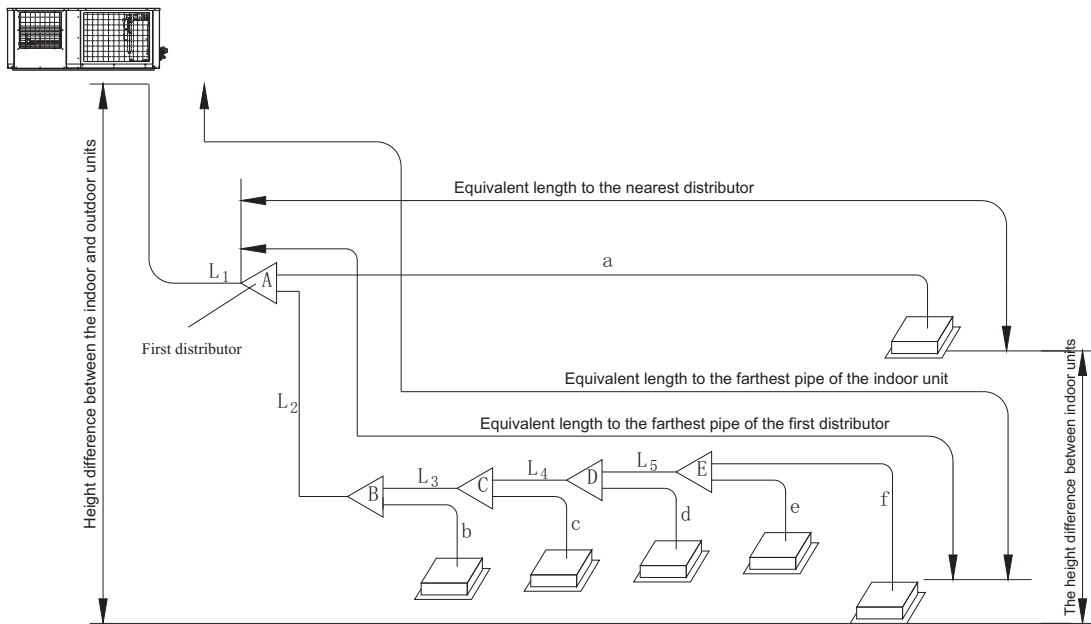 Height difference between the indoor and outdoor units
Equivalent length to the nearest distributor
L1
A
a
First distributor
The height difference between indoor units
Equivalent length to the farthest pipe of the indoor unit
L2
Equivalent length to the farthest pipe of the first distributor
L3
L4
L5
B
C
D
E
b
c
d
e
f